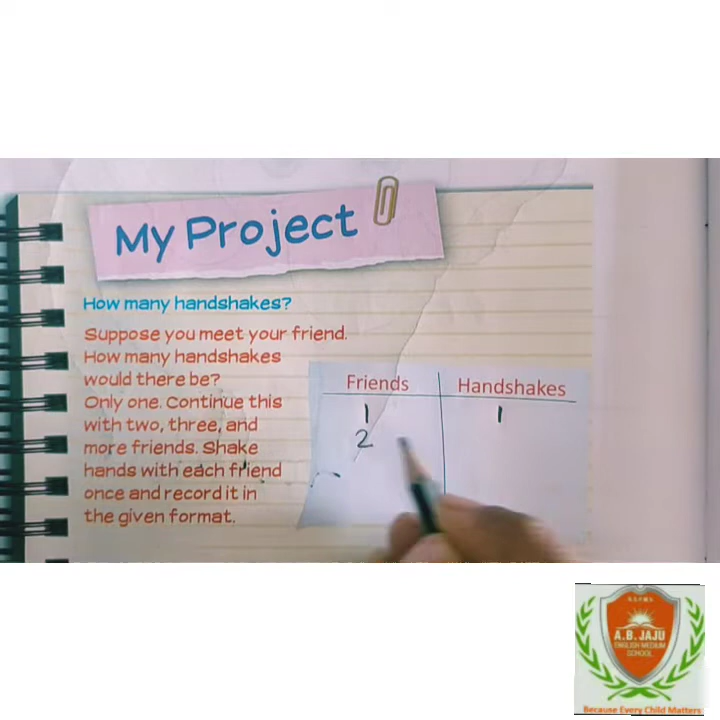 My Project
How many handshakes?
Suppose you meet your friend.
How many handshakes
would there be?
Only one. Continue this
with two, three, and
more friends. Shake
hands with each friend
once and record it in
the given format.
Friends Handshakes
1 1
2
A.B. JAJU
ENGLISH MEDIUM
SCHOOL
Because Every Child Matters